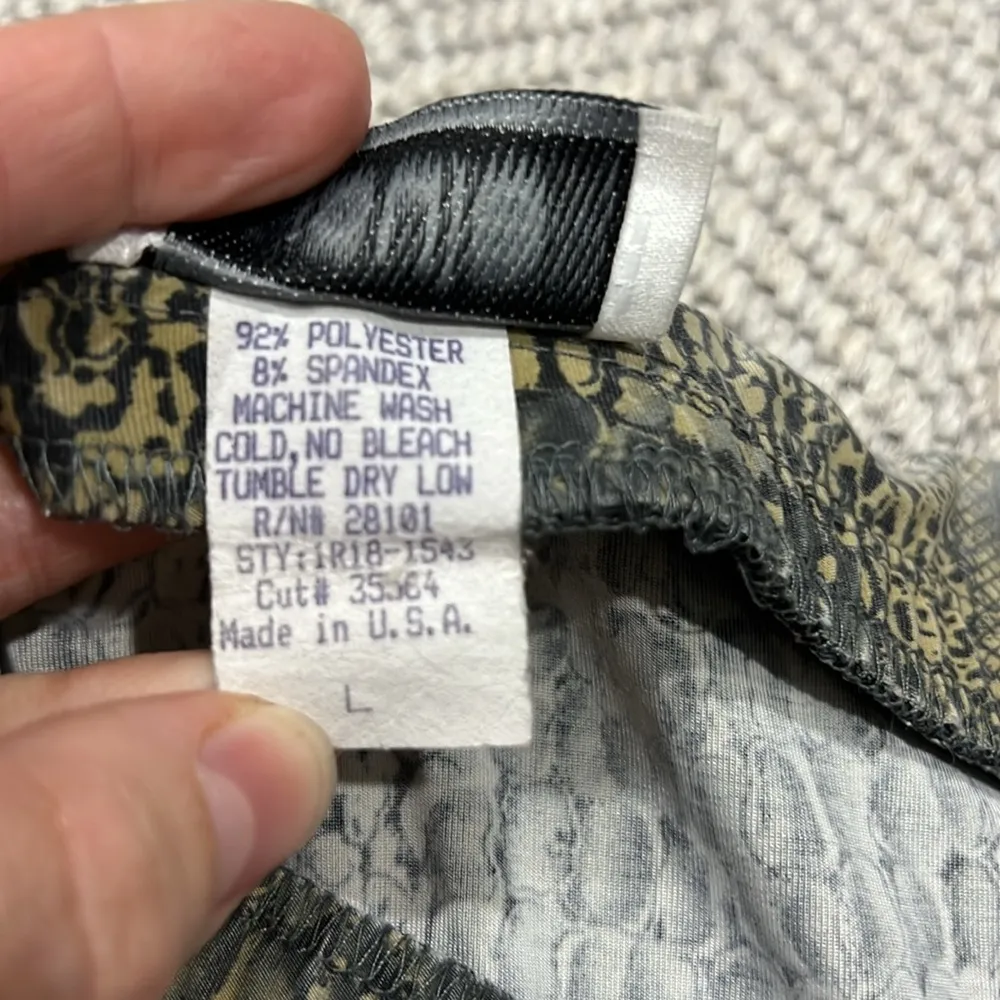 92% POLYESTER
8% SPANDEX
MACHINE WASH
COLD,NO BLEACH
TUMBLE DRY LOW
R/N# 28101
STY:1R18-1543
Cut#
Made in U.S.A.
L